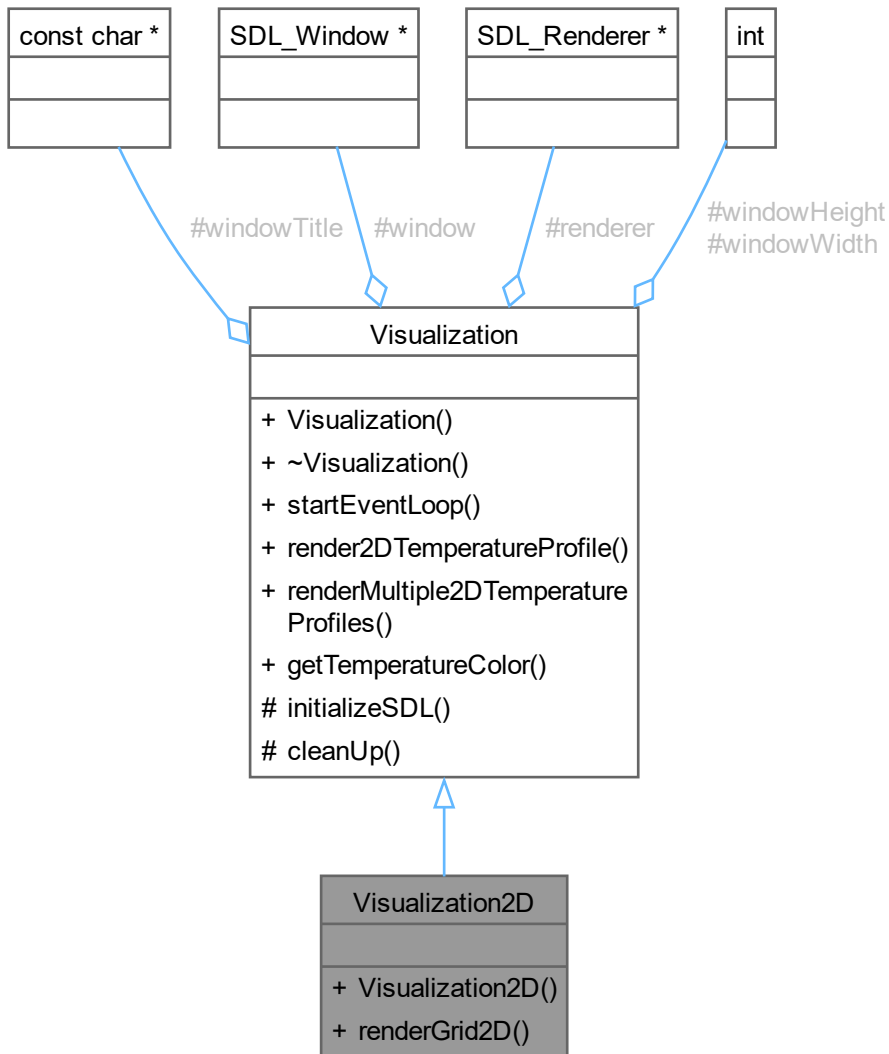 const char *
SDL_Window *
SDL_Renderer *
int
#windowTitle
#window
#renderer
#windowHeight
#windowWidth
Visualization
+ Visualization()
+ ~Visualization()
+ startEventLoop()
+ render2DTemperatureProfile()
+ renderMultiple2DTemperature
Profiles()
+ getTemperatureColor()
# initializeSDL()
# cleanUp()
Visualization2D
+ Visualization2D()
+ renderGrid2D()